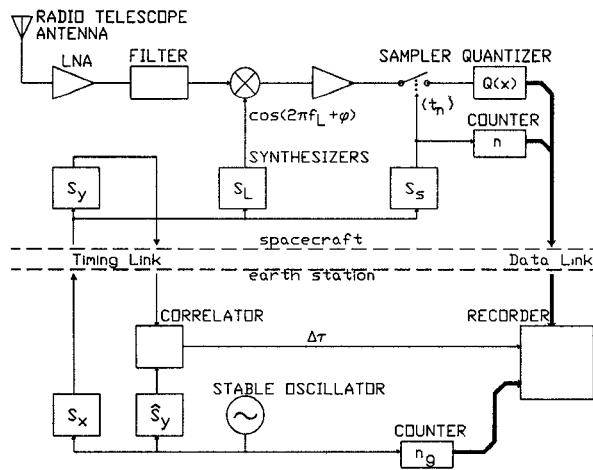 RADIO TELESCOPE
ANTENNA
LNA
FILTER
SAMPLER QUANTIZER
Q(x)
{t_n}
cos(2πf_L+φ)
COUNTER
n
SYNTHESIZERS
S_y
S_L
S_s
spacecraft
Timing Link
Data Link
earth station
CORRELATOR
RECORDER
Δτ
STABLE OSCILLATOR
S_x
Ŝ_y
COUNTER
n_g